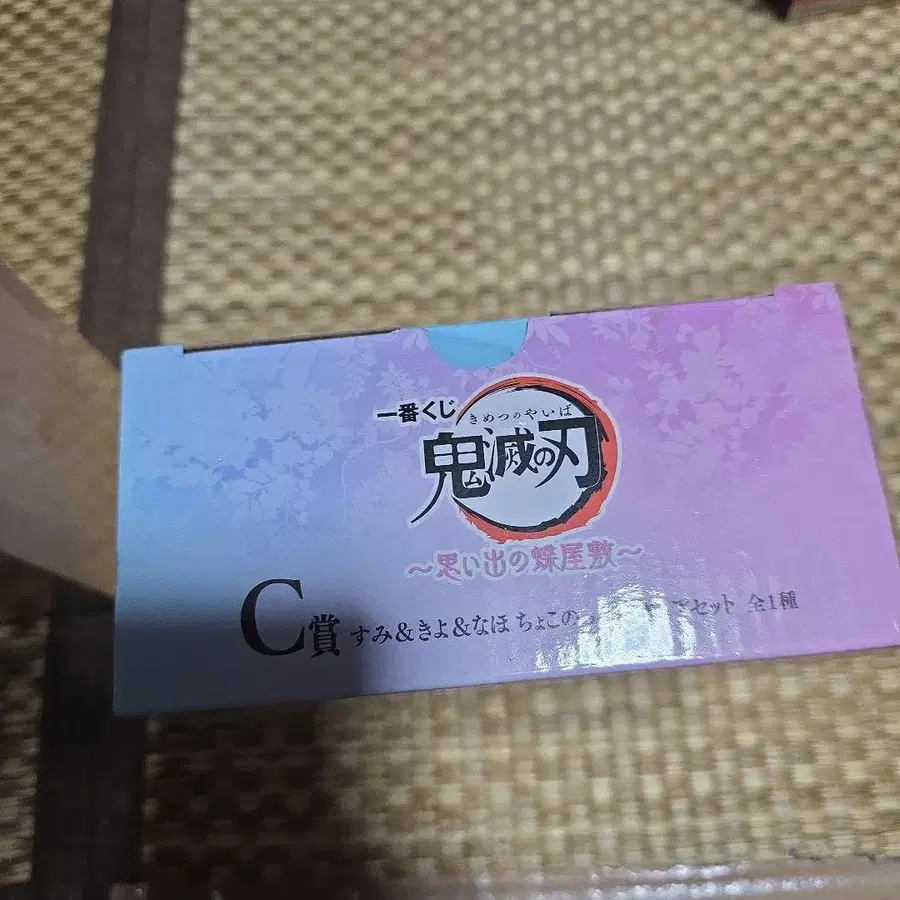 一番くじ
きめつのやいば
鬼滅の刃
～思い出の蝶屋敷～
C賞 すみ&きよ&なほ ちょこの セット 全1種